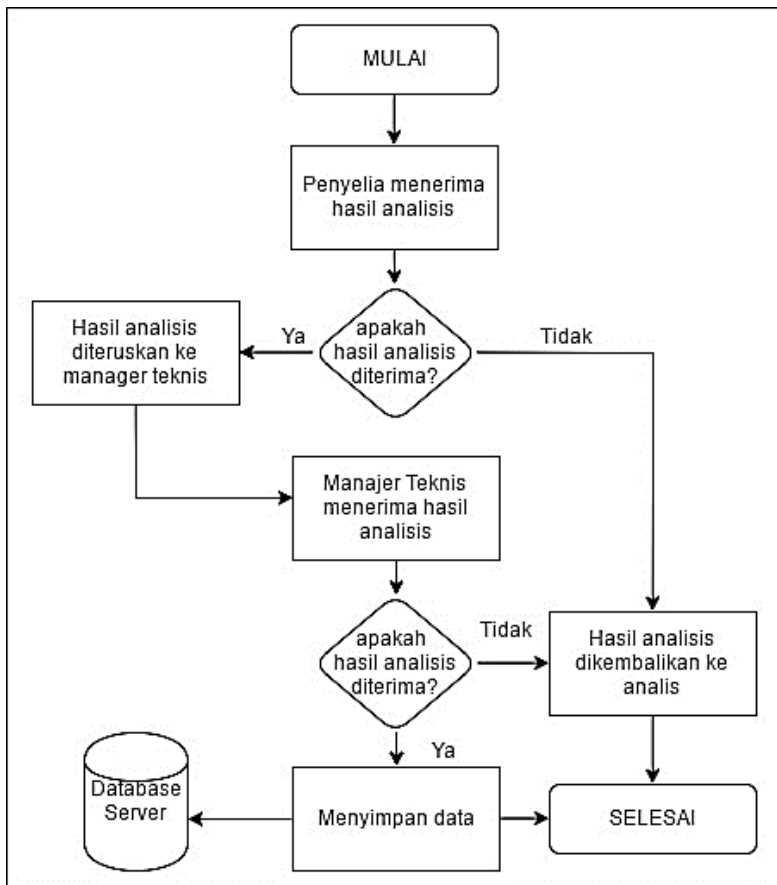 MULAI
Penyelia menerima
hasil analisis
Hasil analisis
diteruskan ke
manager teknis
Ya
apakah
hasil analisis
diterima?
Tidak
Manajer Teknis
menerima hasil
analisis
apakah
hasil analisis
diterima?
Tidak
Hasil analisis
dikembalikan ke
analis
Ya
Database
Server
Menyimpan data
SELESAI